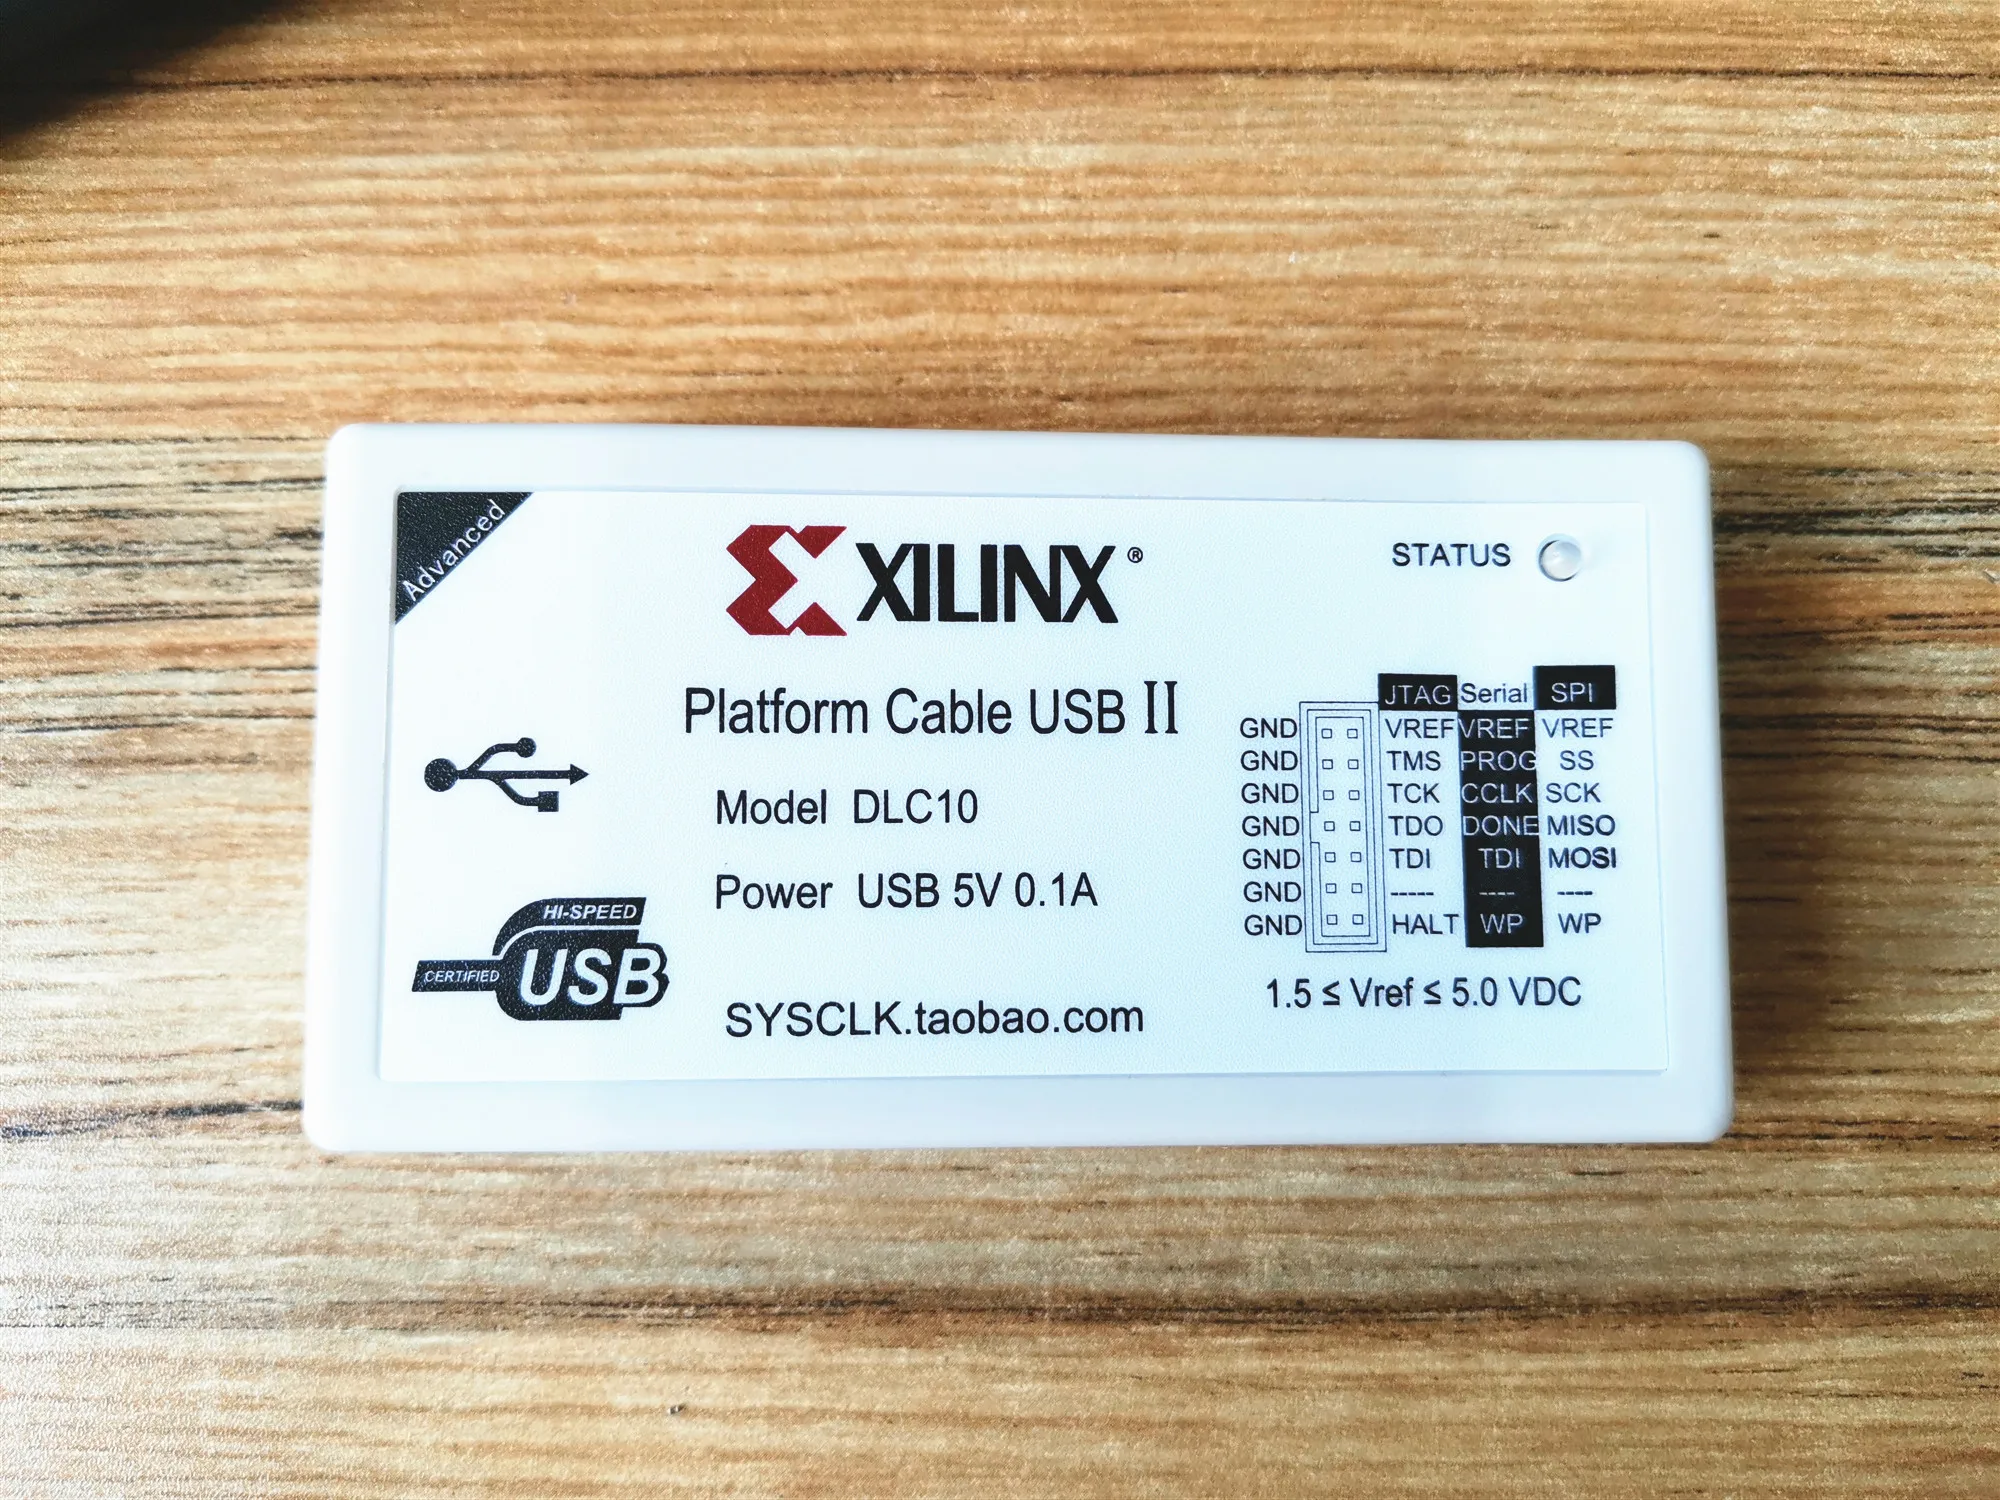 Advanced
XILINX®
STATUS
Platform Cable USB II
Model DLC10
Power USB 5V 0.1A
HI-SPEED
CERTIFIED USB
SYSCLK.taobao.com
JTAG Serial SPI
GND VREF VREF VREF
GND TMS PROG SS
GND TCK CCLK SCK
GND TDO DONE MISO
GND TDI TDI MOSI
GND ----- ---- ----
GND HALT WP WP
1.5 ≤ Vref ≤ 5.0 VDC